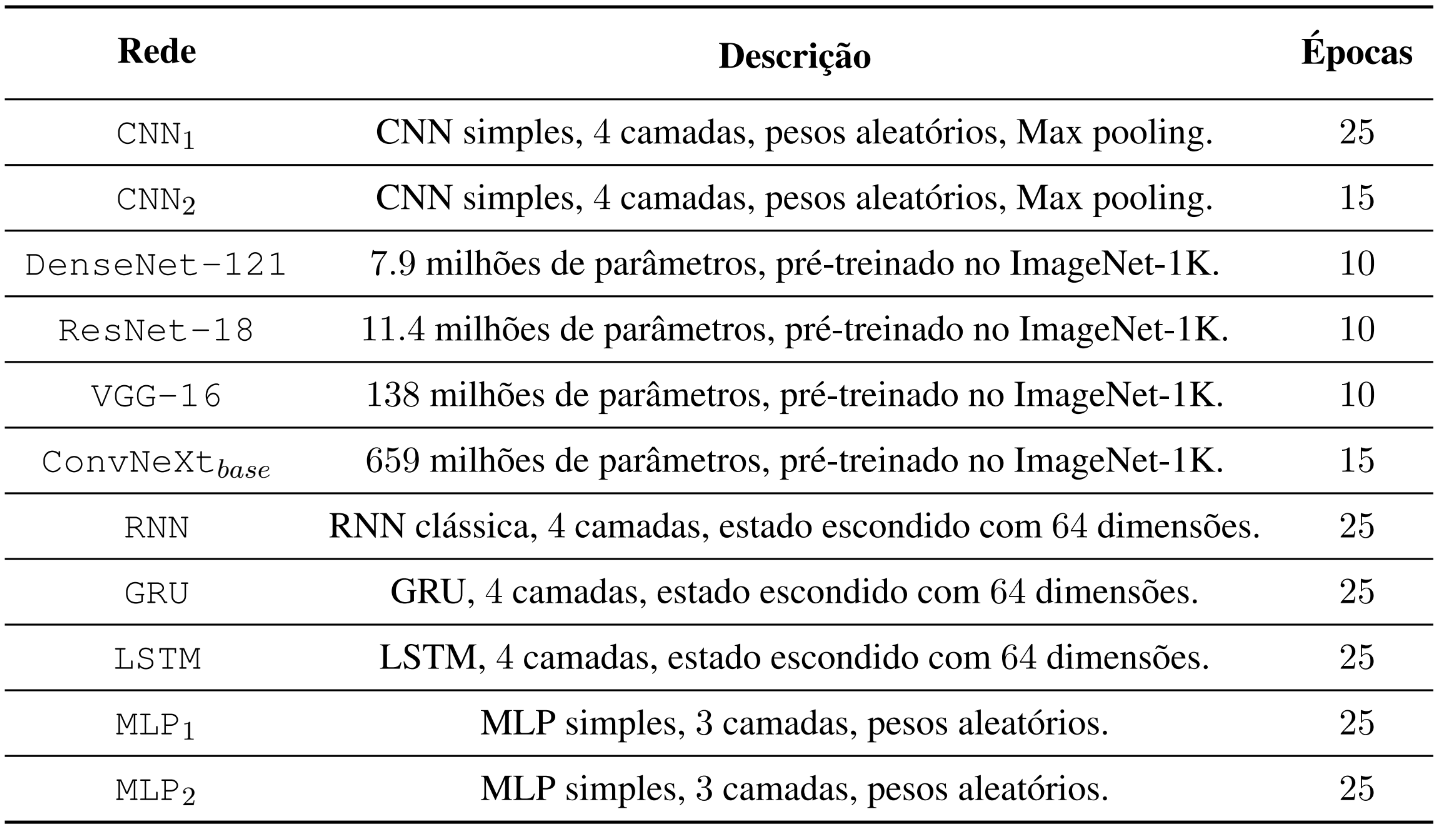 Rede Descrição Épocas
CNN₁ CNN simples, 4 camadas, pesos aleatórios, Max pooling. 25
CNN₂ CNN simples, 4 camadas, pesos aleatórios, Max pooling. 15
DenseNet-121 7.9 milhões de parâmetros, pré-treinado no ImageNet-1K. 10
ResNet-18 11.4 milhões de parâmetros, pré-treinado no ImageNet-1K. 10
VGG-16 138 milhões de parâmetros, pré-treinado no ImageNet-1K. 10
ConvNeXt_base 659 milhões de parâmetros, pré-treinado no ImageNet-1K. 15
RNN RNN clássica, 4 camadas, estado escondido com 64 dimensões. 25
GRU GRU, 4 camadas, estado escondido com 64 dimensões. 25
LSTM LSTM, 4 camadas, estado escondido com 64 dimensões. 25
MLP₁ MLP simples, 3 camadas, pesos aleatórios. 25
MLP₂ MLP simples, 3 camadas, pesos aleatórios. 25